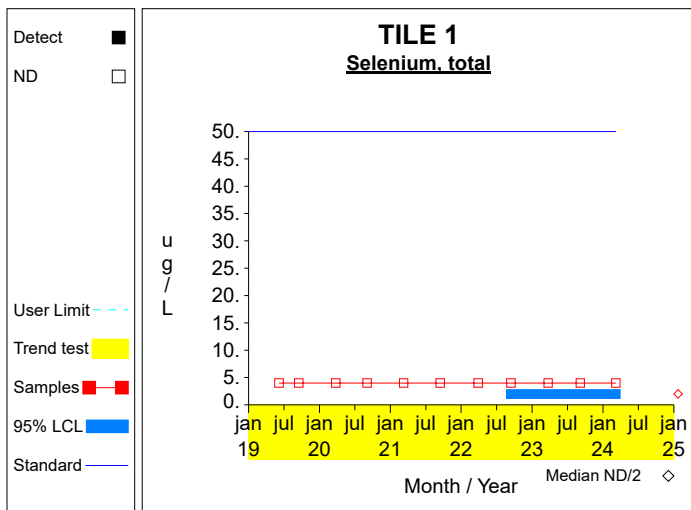 Detect
ND
User Limit
Trend test
Samples
95% LCL
Standard
TILE 1
Selenium, total
50.
45.
40.
35.
30.
25.
20.
15.
10.
5.
0.
ug/L
jan jul jan jul jan jul jan jul jan jul jan jul jan
19 20 21 22 23 24 25
Month / Year
Median ND/2